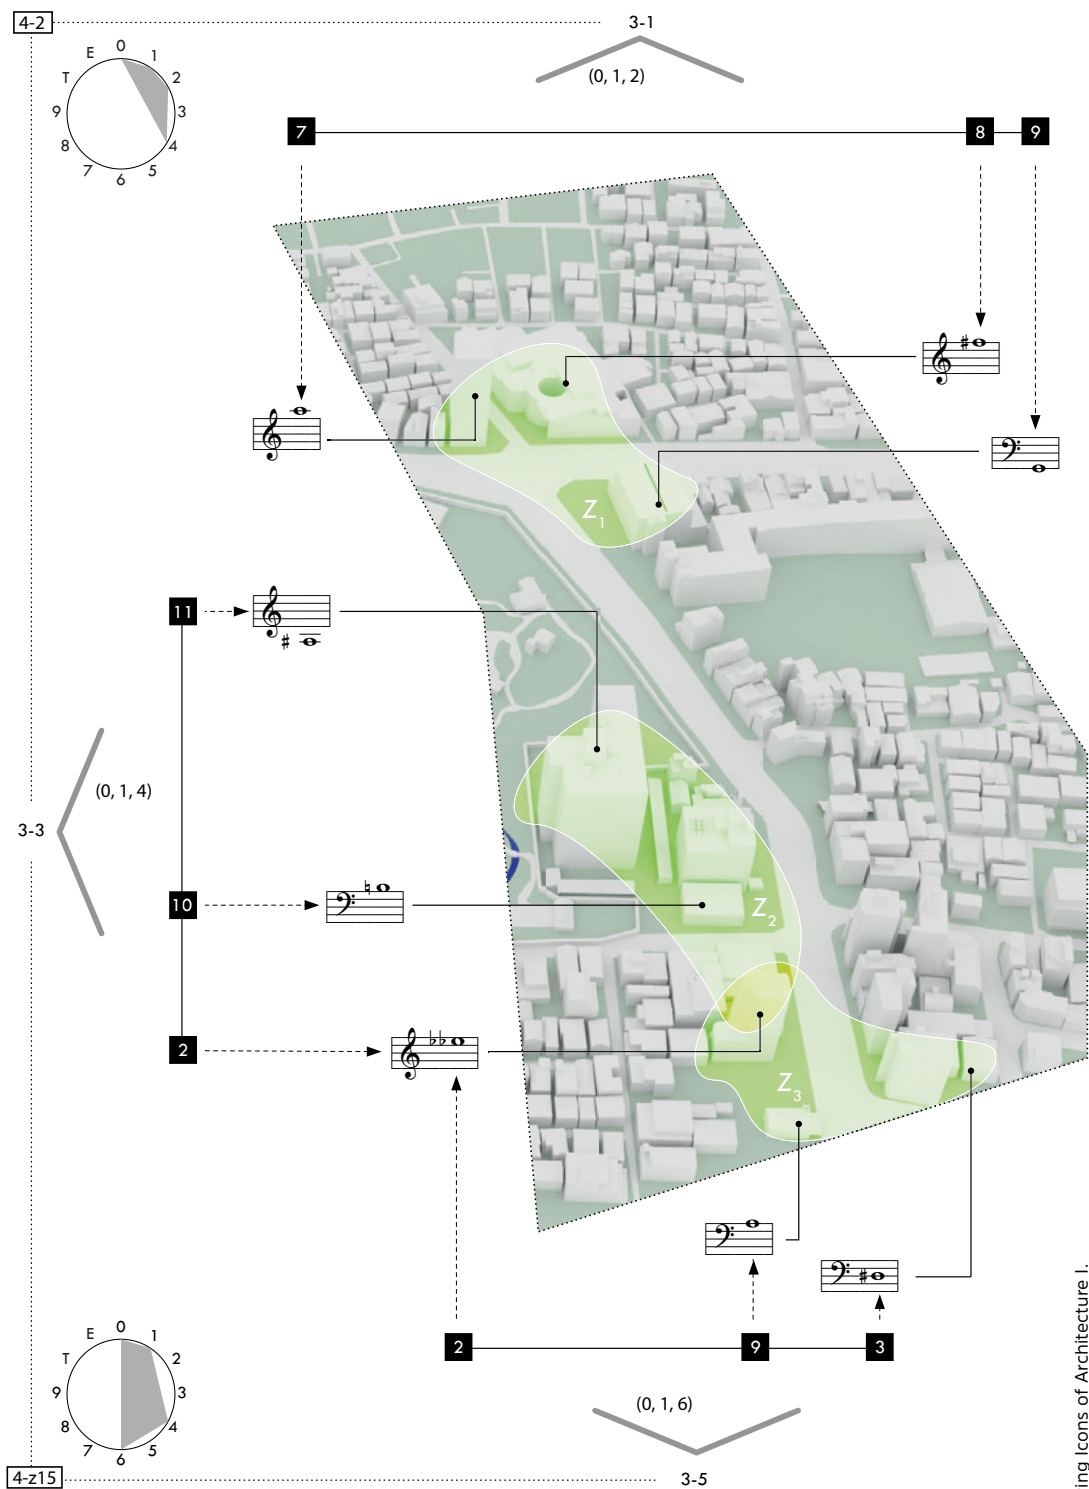 4-2
3-1
(0, 1, 2)
E 0 1 2 3 4 5 6 7 8 9 T
7 8 9
Z1
11
(0, 1, 4)
3-3
10
Z2
2
Z3
2 9 3
E 0 1 2 3 4 5 6 7 8 9 T
(0, 1, 6)
4-z15
3-5
ing Icons of Architecture I.